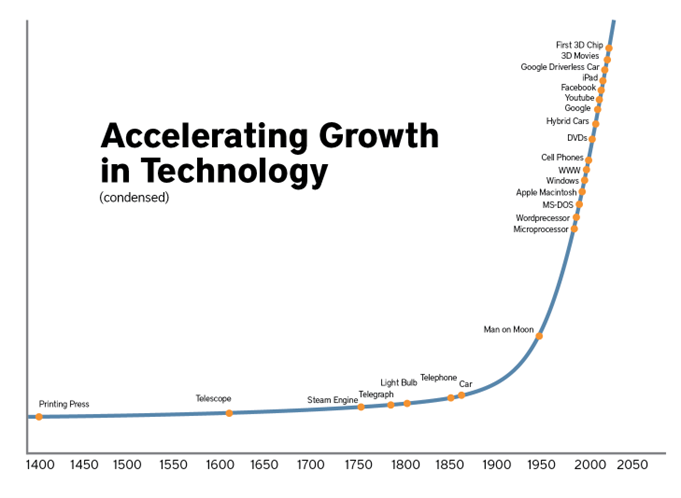 Accelerating Growth
in Technology
(condensed)
First 3D Chip
3D Movies
Google Driverless Car
iPad
Facebook
Youtube
Google
Hybrid Cars
DVDs
Cell Phones
WWW
Windows
Apple Macintosh
MS-DOS
Wordprecessor
Microprocessor
Man on Moon
Car
Telephone
Light Bulb
Telegraph
Steam Engine
Telescope
Printing Press
1400 1450 1500 1550 1600 1650 1700 1750 1800 1850 1900 1950 2000 2050